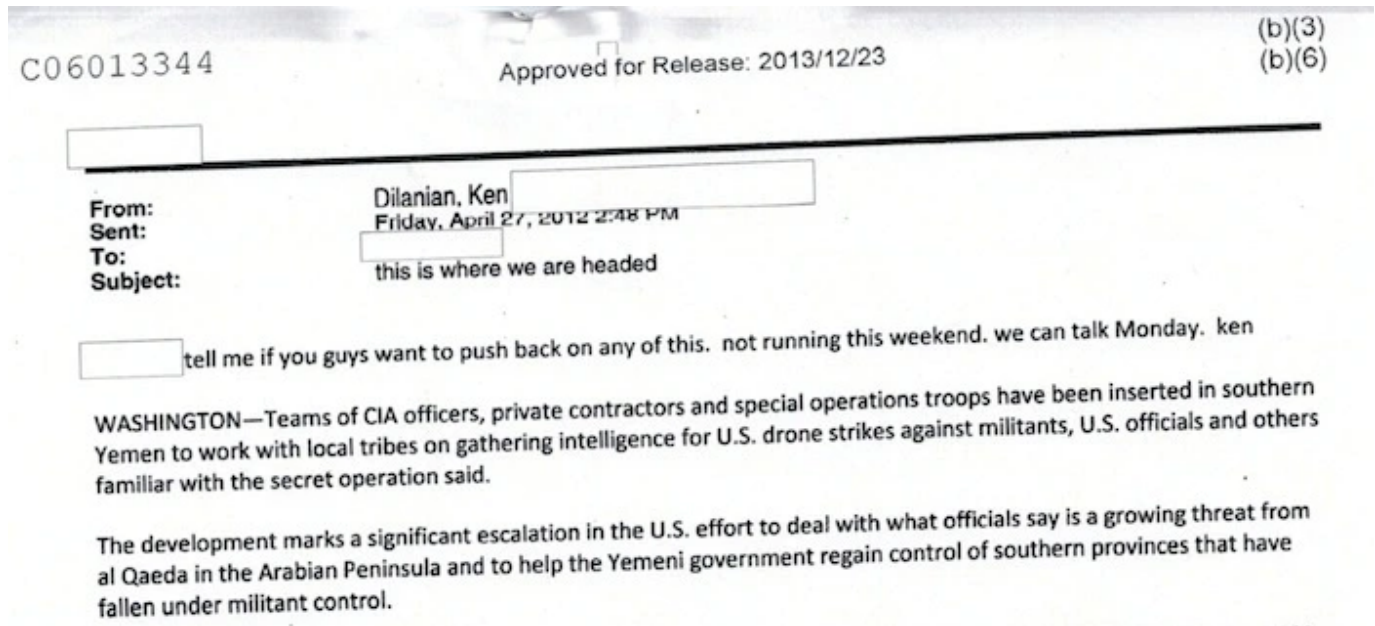 (b)(3)
C06013344
Approved for Release: 2013/12/23
(b)(6)
From:
Dilanian, Ken
Sent:
Friday, April 27, 2012 2:48 PM
To:
Subject:
this is where we are headed
tell me if you guys want to push back on any of this. not running this weekend. we can talk Monday. ken
WASHINGTON—Teams of CIA officers, private contractors and special operations troops have been inserted in southern
Yemen to work with local tribes on gathering intelligence for U.S. drone strikes against militants, U.S. officials and others
familiar with the secret operation said.
The development marks a significant escalation in the U.S. effort to deal with what officials say is a growing threat from
al Qaeda in the Arabian Peninsula and to help the Yemeni government regain control of southern provinces that have
fallen under militant control.